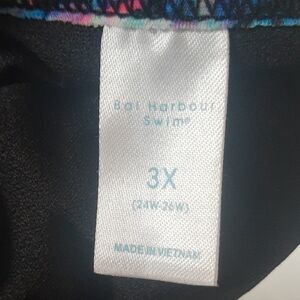 Bal Harbour
Swim®
3X
(24W-26W)
MADE IN VIETNAM